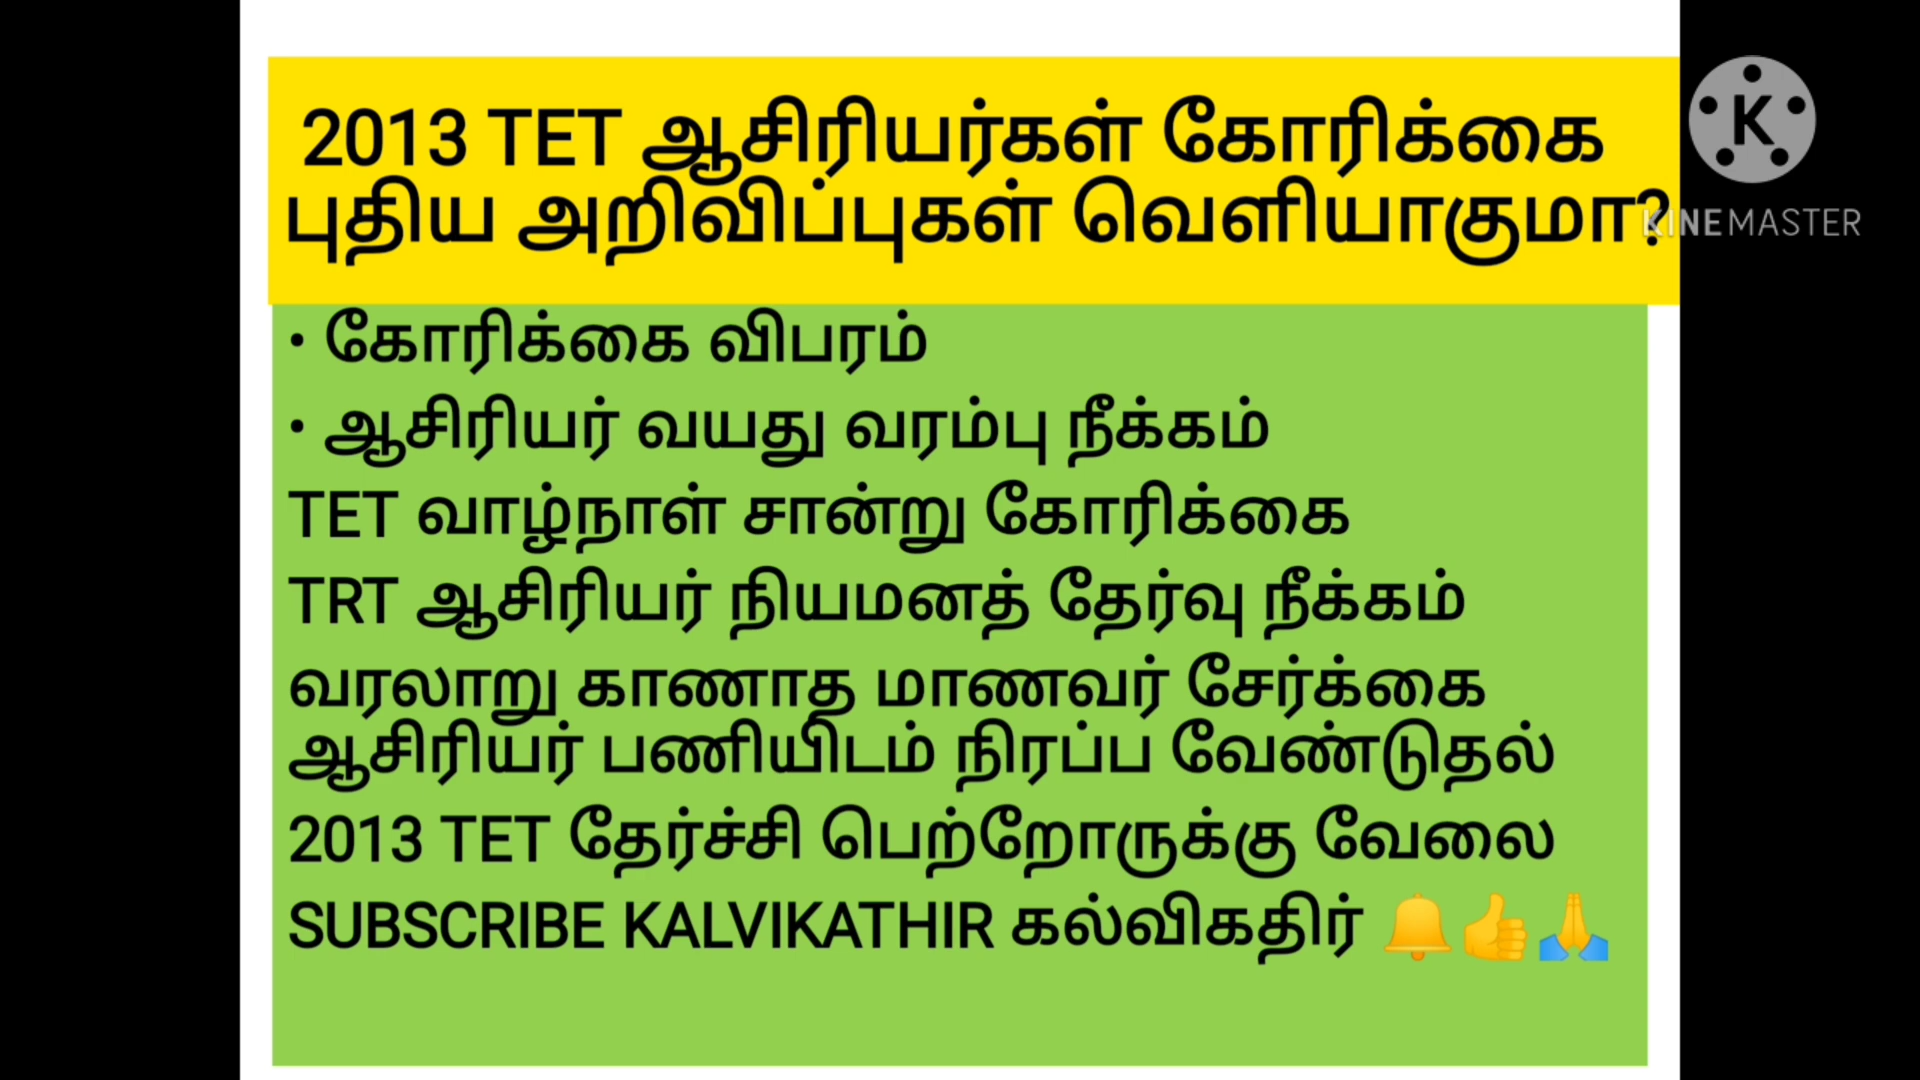 2013 TET ஆசிரியர்கள் கோரிக்கை
புதிய அறிவிப்புகள் வெளியாகுமா?
K
KINEMASTER
• கோரிக்கை விபரம்
• ஆசிரியர் வயது வரம்பு நீக்கம்
TET வாழ்நாள் சான்று கோரிக்கை
TRT ஆசிரியர் நியமனத் தேர்வு நீக்கம்
வரலாறு காணாத மாணவர் சேர்க்கை
ஆசிரியர் பணியிடம் நிரப்ப வேண்டுதல்
2013 TET தேர்ச்சி பெற்றோருக்கு வேலை
SUBSCRIBE KALVIKATHIR கல்விகதிர் 🔔👍🙏